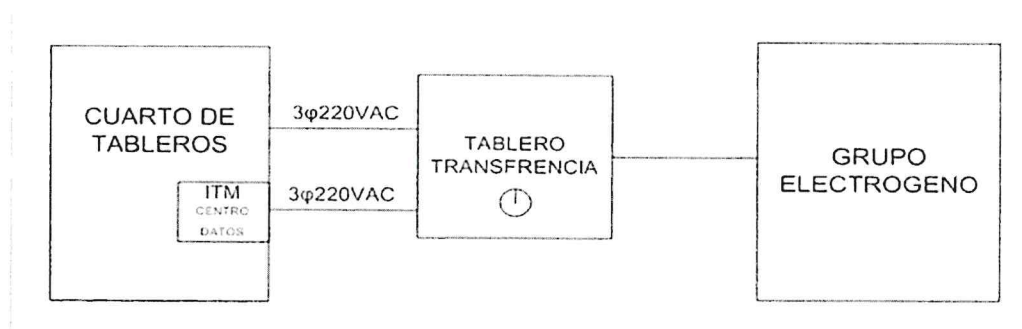 CUARTO DE
TABLEROS
ITM
CENTRO
DATOS
3φ220VAC
3φ220VAC
TABLERO
TRANSFRENCIA
GRUPO
ELECTROGENO